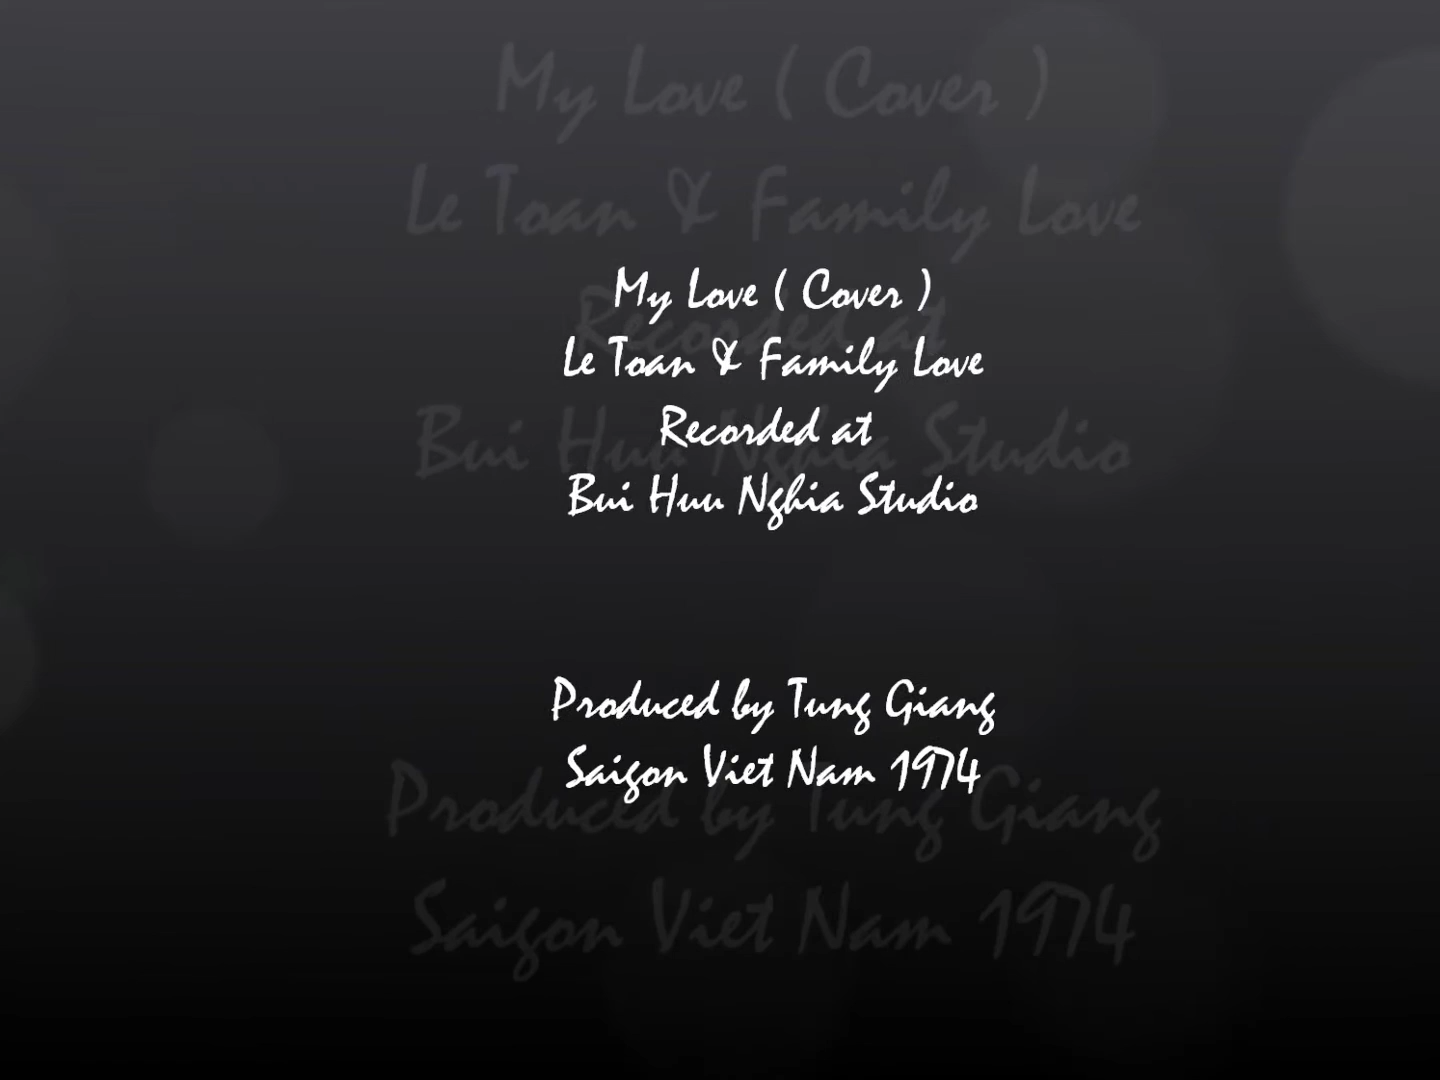 My Love ( Cover )
Le Toan & Family Love
Recorded at
Bui Huu Nghia Studio
Produced by Tung Giang
Saigon Viet Nam 1974